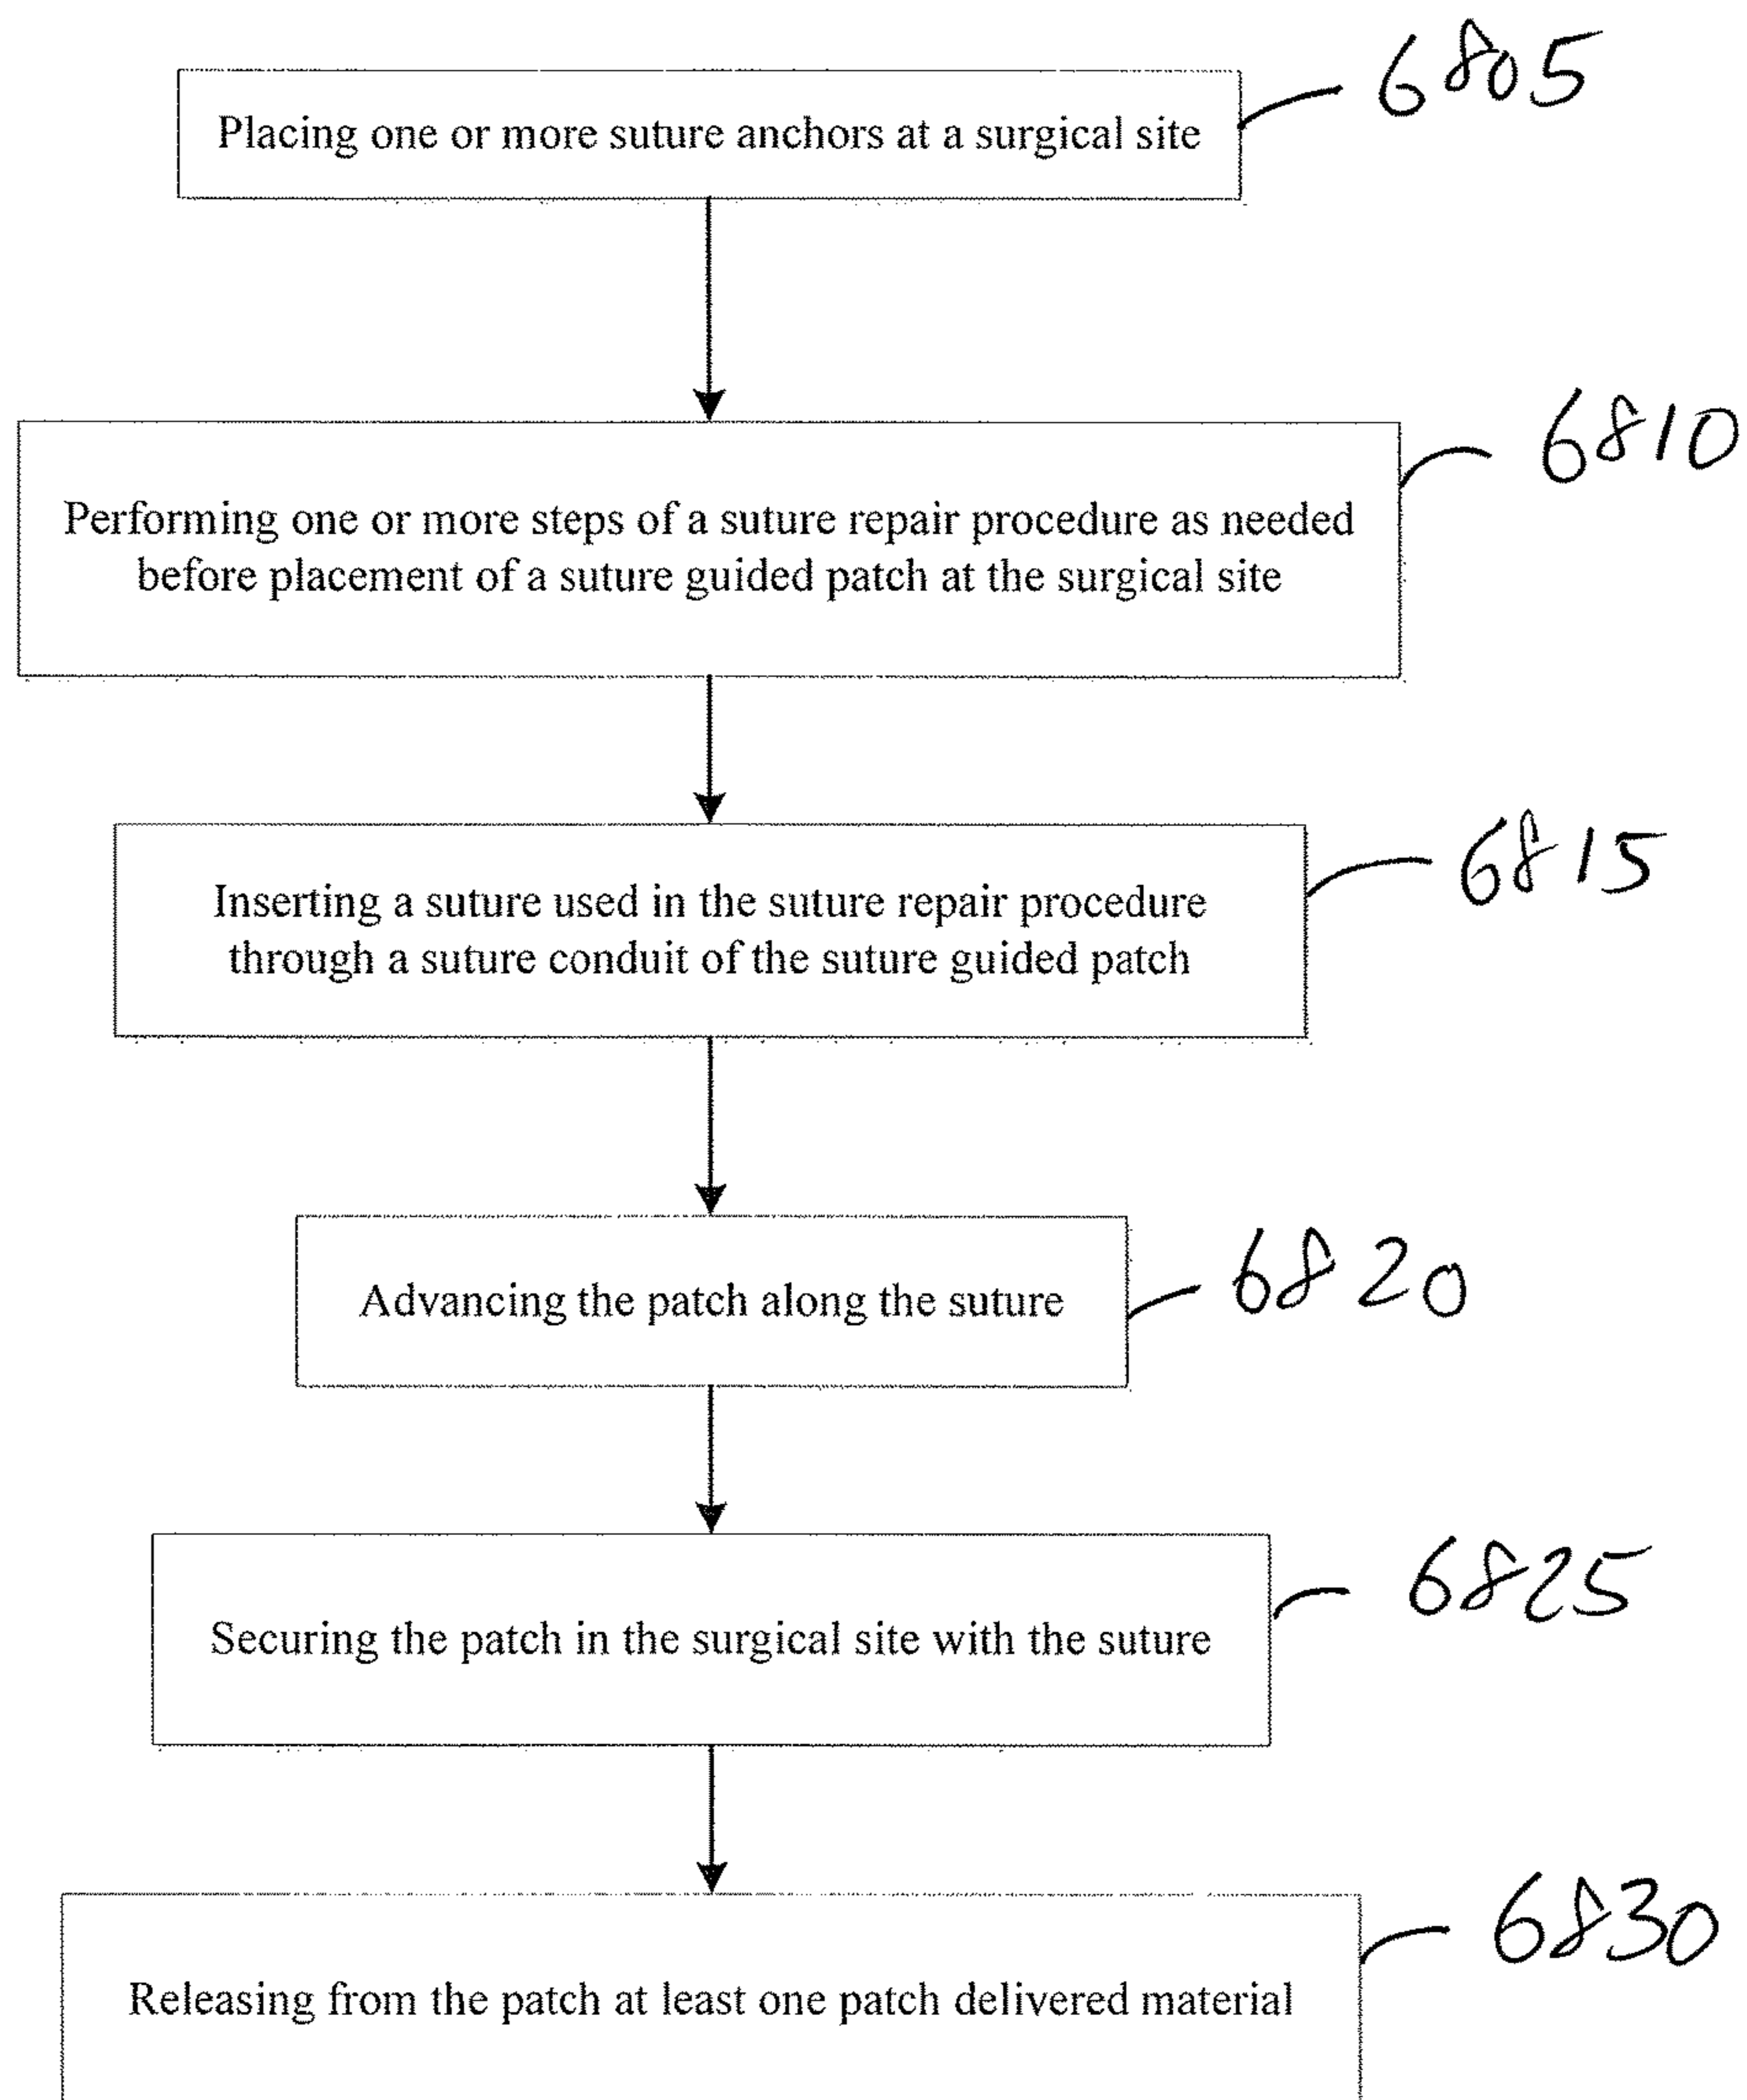 Placing one or more suture anchors at a surgical site
6805
Performing one or more steps of a suture repair procedure as needed
before placement of a suture guided patch at the surgical site
6810
Inserting a suture used in the suture repair procedure
through a suture conduit of the suture guided patch
6815
Advancing the patch along the suture
6820
Securing the patch in the surgical site with the suture
6825
Releasing from the patch at least one patch delivered material
6830